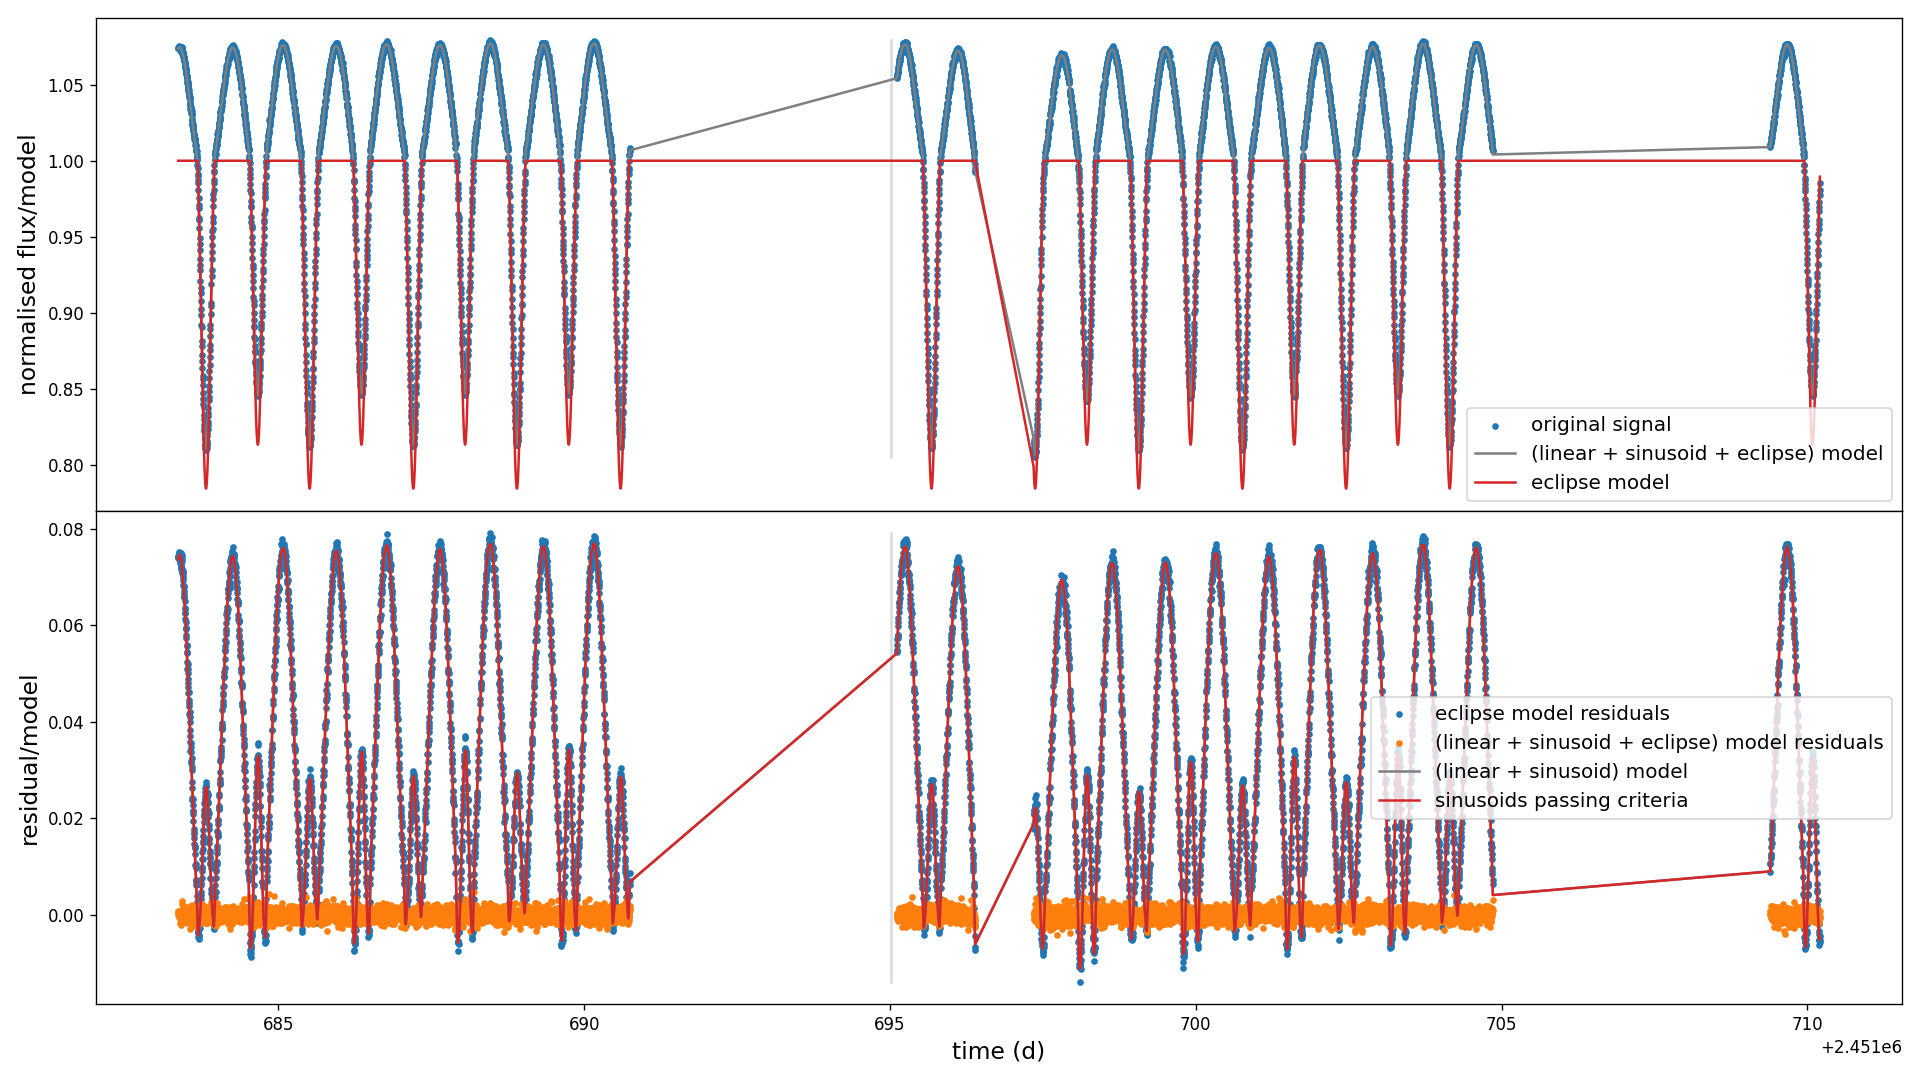 normalised flux/model
1.05
1.00
0.95
0.90
0.85
0.80
original signal
(linear + sinusoid + eclipse) model
eclipse model
residual/model
0.08
0.06
0.04
0.02
0.00
eclipse model residuals
(linear + sinusoid + eclipse) model residuals
(linear + sinusoid) model
sinusoids passing criteria
685
690
695
700
705
710
time (d)
+2.451e6